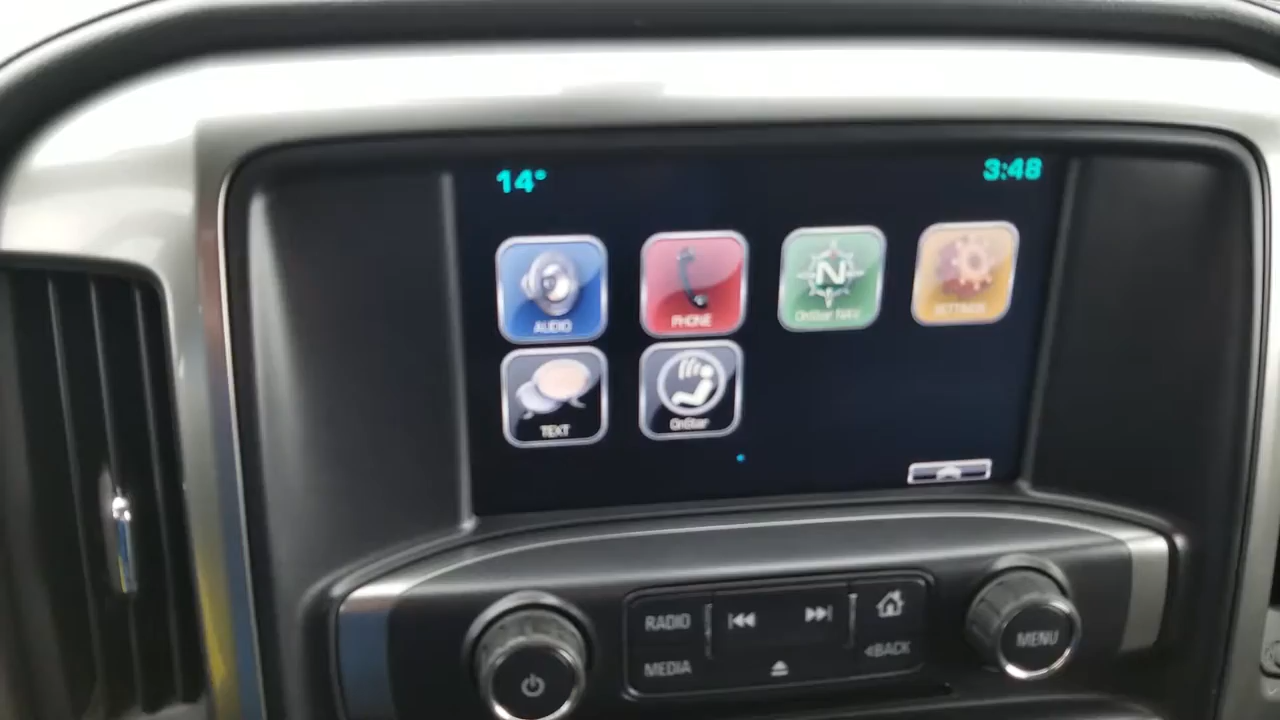 14°
3:48
AUDIO
PHONE
OnStar NAV
SETTINGS
N
TEXT
OnStar
RADIO
MEDIA
<BACK
MENU